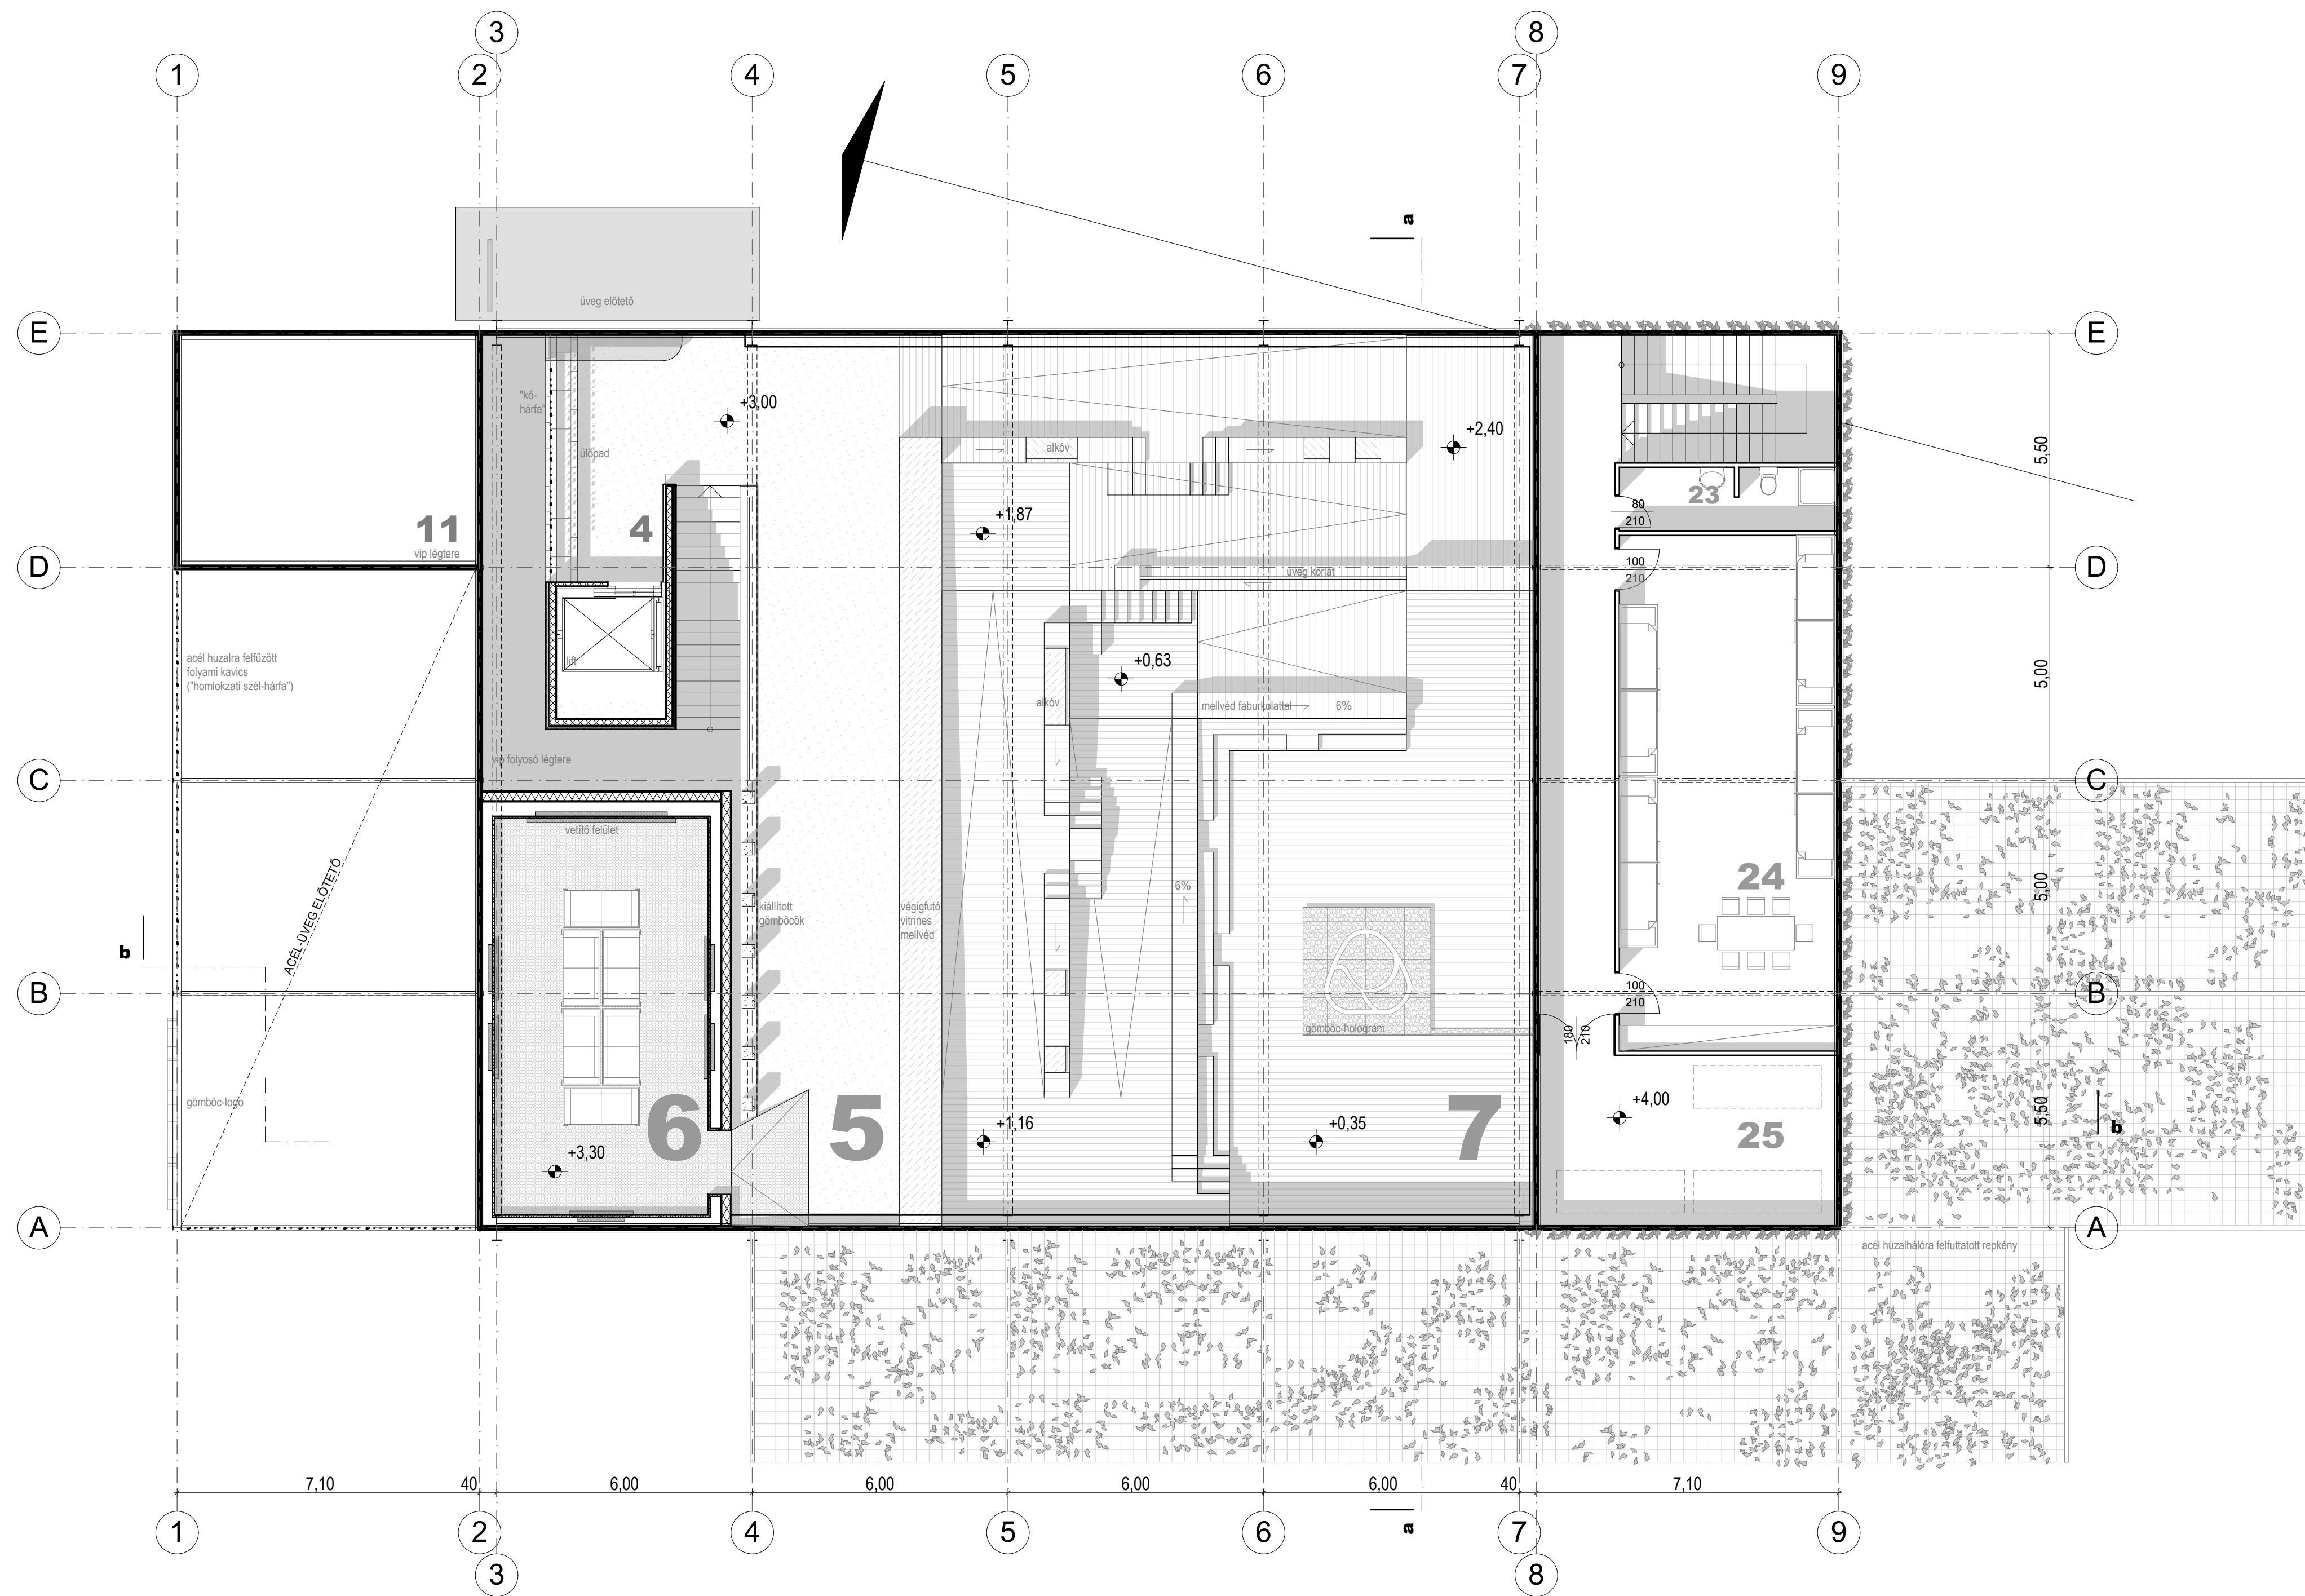 3
8
1
2
4
5
6
7
9
a
üveg előtető
E
E
"kő-
hárfa"
+3,00
+2,40
alkóv
5,50
ülőpad
23
80
210
+1,87
11
4
vip légtere
D
D
100
210
üveg korlát
acél huzalra felfűzött
folyami kavics
("homlokzati szél-hárfa")
lift
+0,63
5,00
alkóv
mellvéd faburkolattal
6%
vip folyosó légtere
C
C
vetítő felület
ACÉL-ÜVEG ELŐTETŐ
24
6%
5,00
kiállított
gömböcök
végigfutó
vitrines
mellvéd
b
B
B
100
210
gömböc-hologram
180
210
gömböc-logo
6
5
7
+4,00
5,50
+3,30
+1,16
+0,35
25
b
A
A
acél huzalhálóra felfuttatott repkény
7,10
40
6,00
6,00
6,00
6,00
40
7,10
a
1
2
4
5
6
7
9
3
8